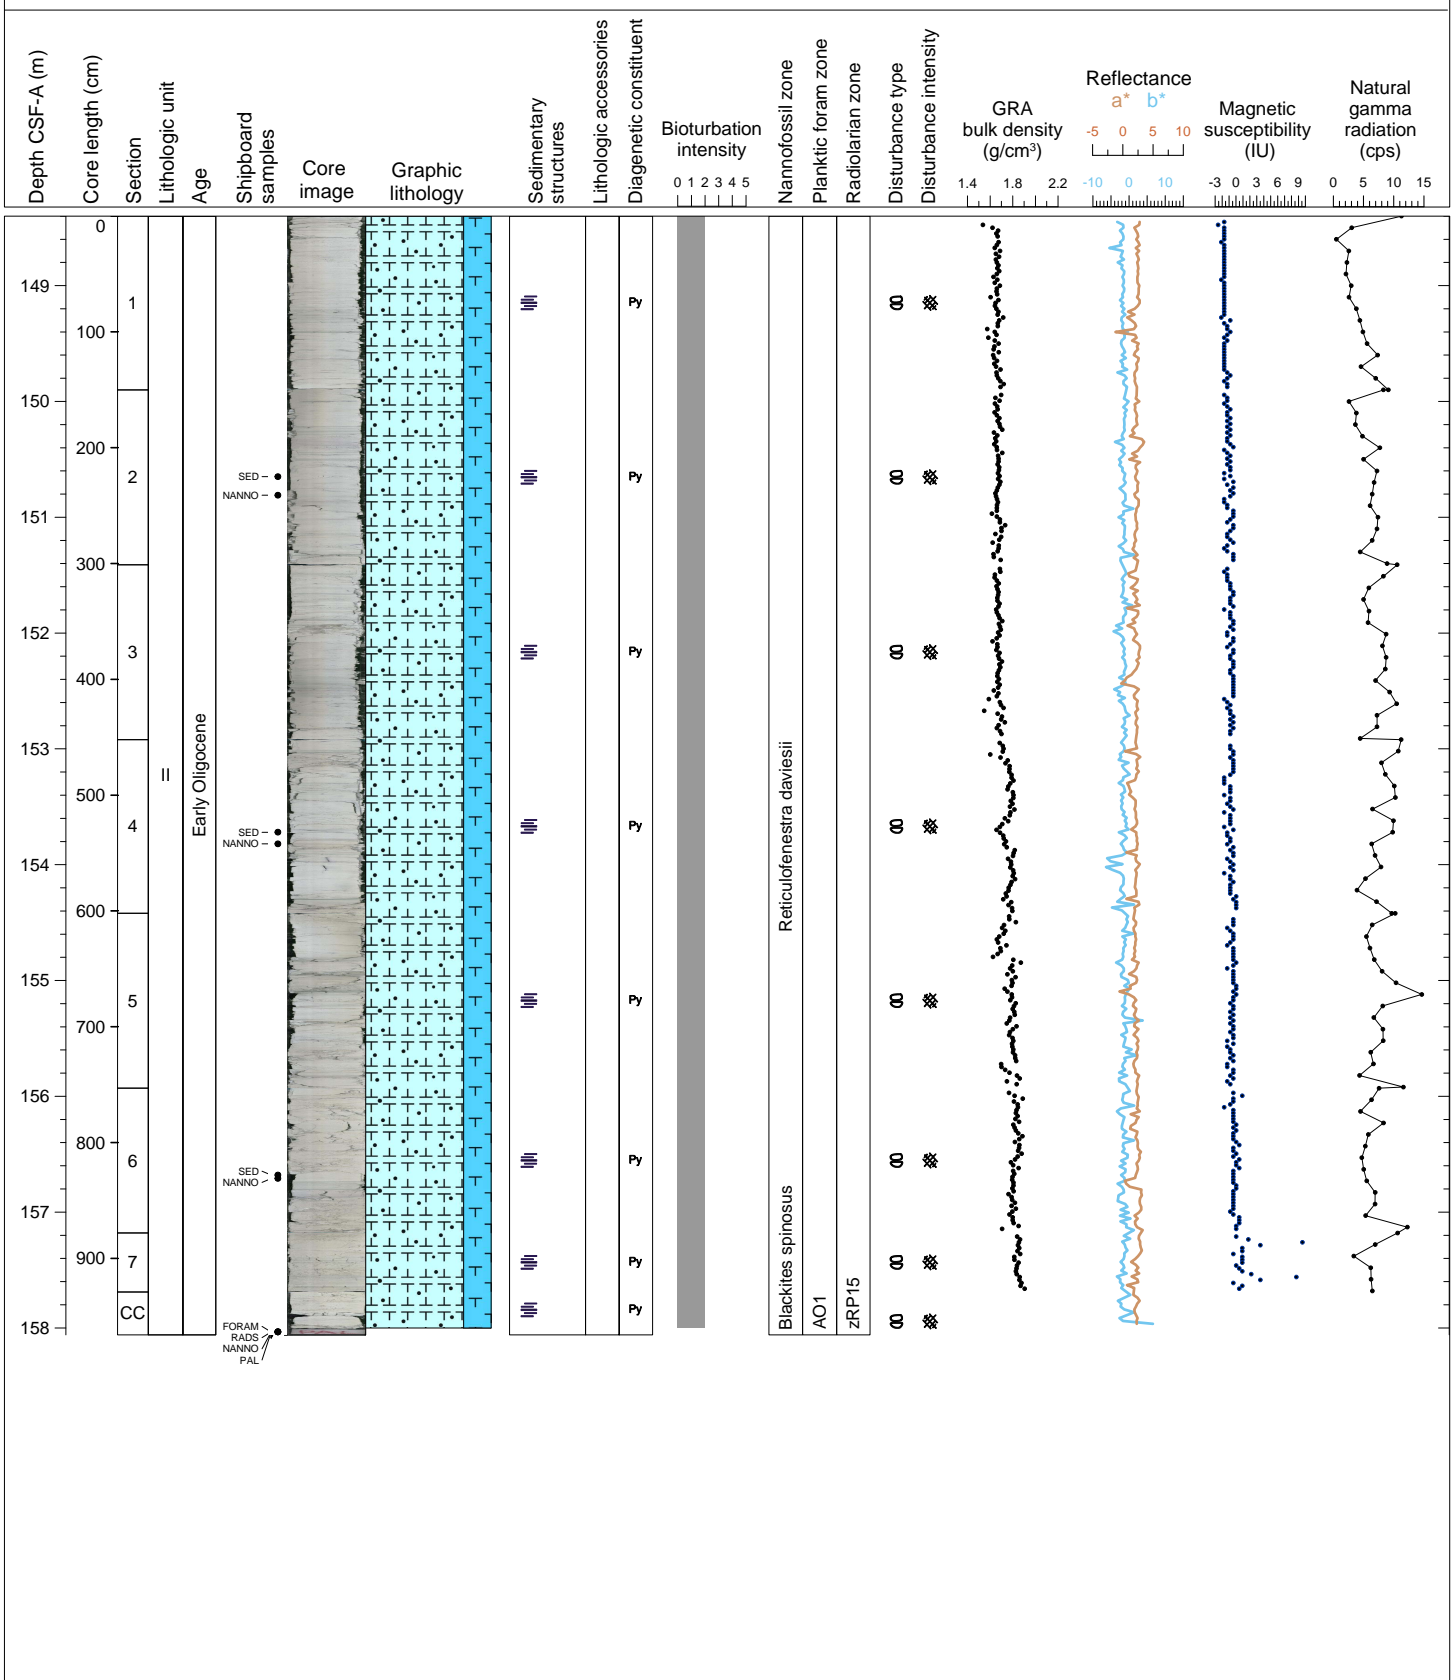 Depth CSF-A (m)
Core length (cm)
Section
Lithologic unit
Age
Shipboard
samples
Core
image
Graphic
lithology
Sedimentary
structures
Lithologic accessories
Diagenetic constituent
Bioturbation
intensity
0 1 2 3 4 5
Nannofossil zone
Planktic foram zone
Radiolarian zone
Disturbance type
Disturbance intensity
GRA
bulk density
(g/cm³)
1.4 1.8 2.2
Reflectance
a* b*
-5 0 5 10
-10 0 10
Magnetic
susceptibility
(IU)
-3 0 3 6 9
Natural
gamma
radiation
(cps)
0 5 10 15
149
150
151
152
153
154
155
156
157
158
0
100
200
300
400
500
600
700
800
900
1
2
3
4
5
6
7
CC
II
Early Oligocene
SED
NANNO
SED
NANNO
SED
NANNO
FORAM
RADS
NANNO
PAL
Py
Py
Py
Py
Py
Py
Py
Py
Reticulofenestra daviesii
Blackites spinosus
AO1
zRP15